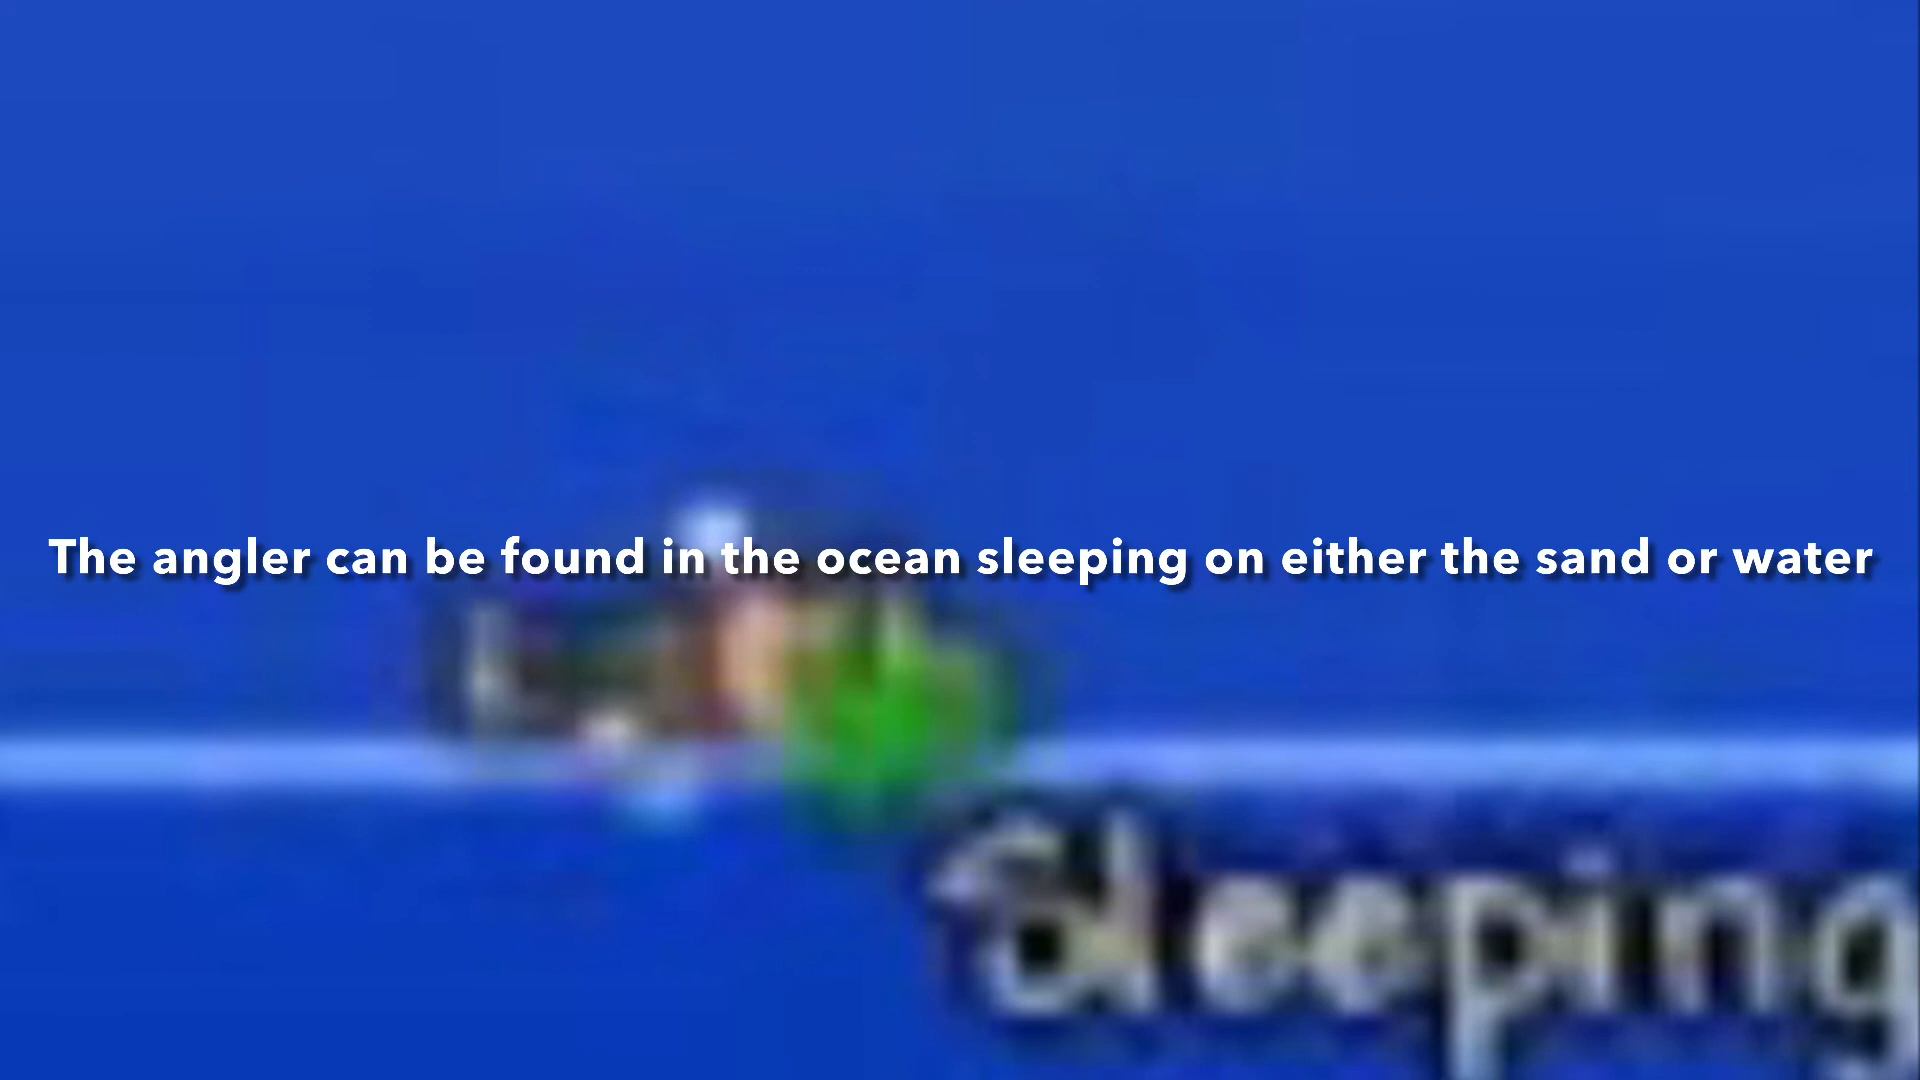 The angler can be found in the ocean sleeping on either the sand or water
Sleeping